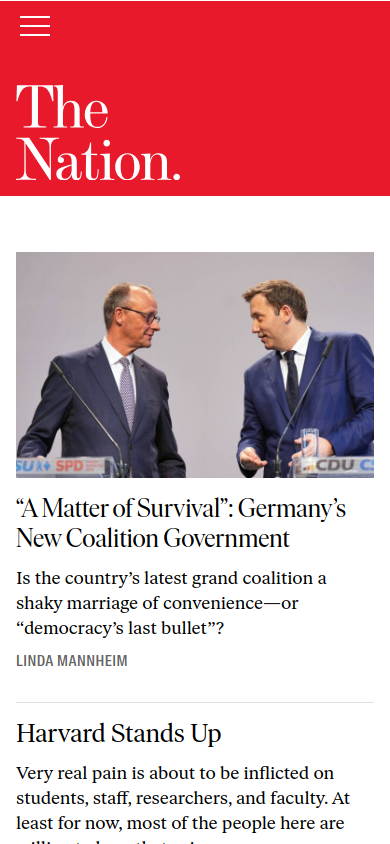 The
Nation.
SU SPD CDU CS
“A Matter of Survival”: Germany’s
New Coalition Government
Is the country’s latest grand coalition a
shaky marriage of convenience—or
“democracy’s last bullet”?
LINDA MANNHEIM
Harvard Stands Up
Very real pain is about to be inflicted on
students, staff, researchers, and faculty. At
least for now, most of the people here are